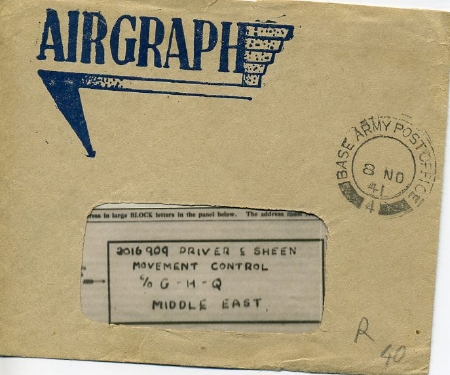 AIRGRAPH
BASE ARMY POST OFFICE
8 NO
41
4
ress in large BLOCK letters in the panel below. The address must
2016909 DRIVER E SHEEN
MOVEMENT CONTROL
c/o G-H-Q
MIDDLE EAST
R
40